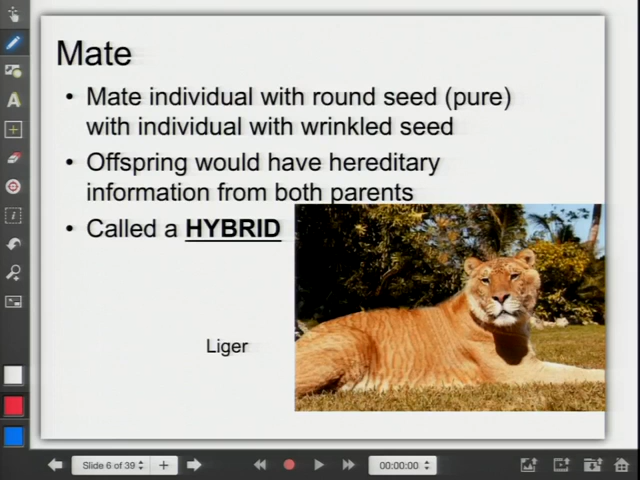 Mate
• Mate individual with round seed (pure)
with individual with wrinkled seed
• Offspring would have hereditary
information from both parents
• Called a HYBRID
Liger
Slide 6 of 39
00:00:00